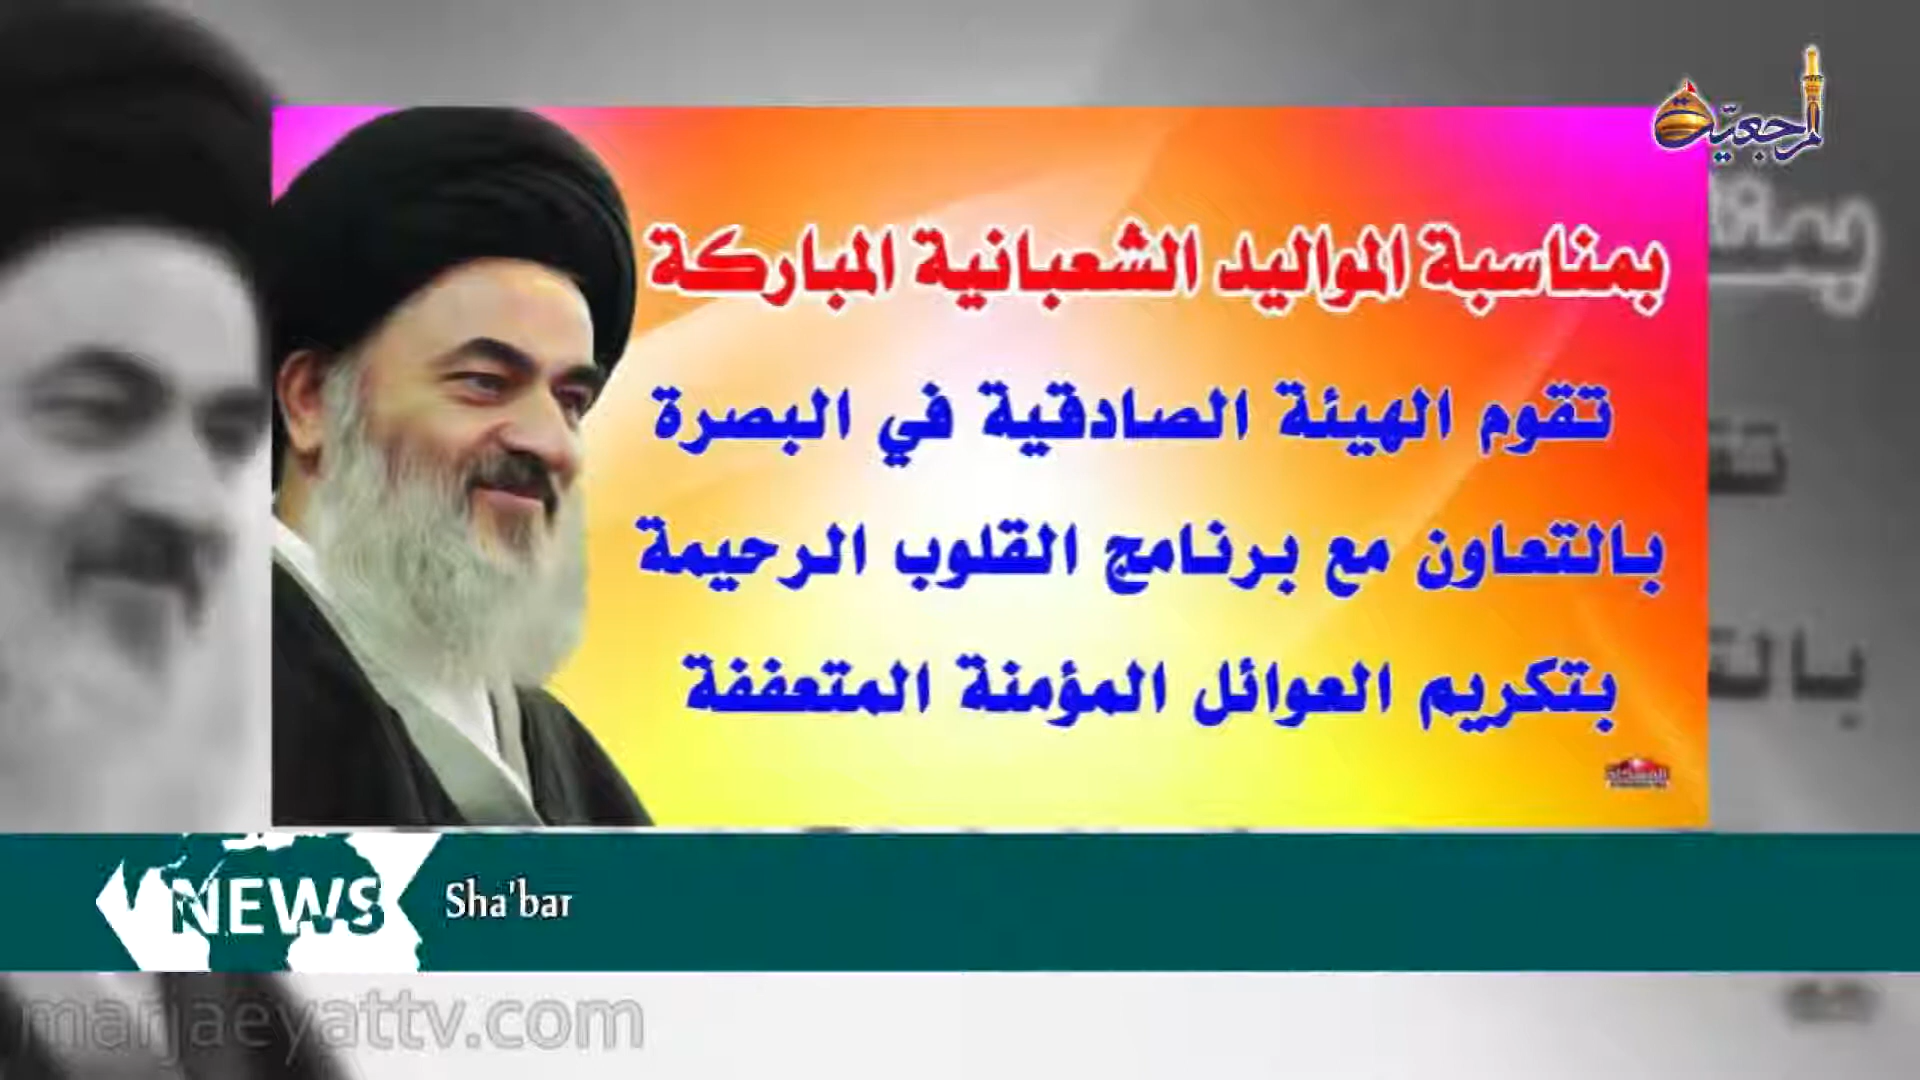 المرجعیّة
بمناسبة المواليد الشعبانية المباركة
تقوم الهيئة الصادقية في البصرة
بالتعاون مع برنامج القلوب الرحيمة
بتكريم العوائل المؤمنة المتعففة
NEWS
Sha'bar
marjaeyattv.com